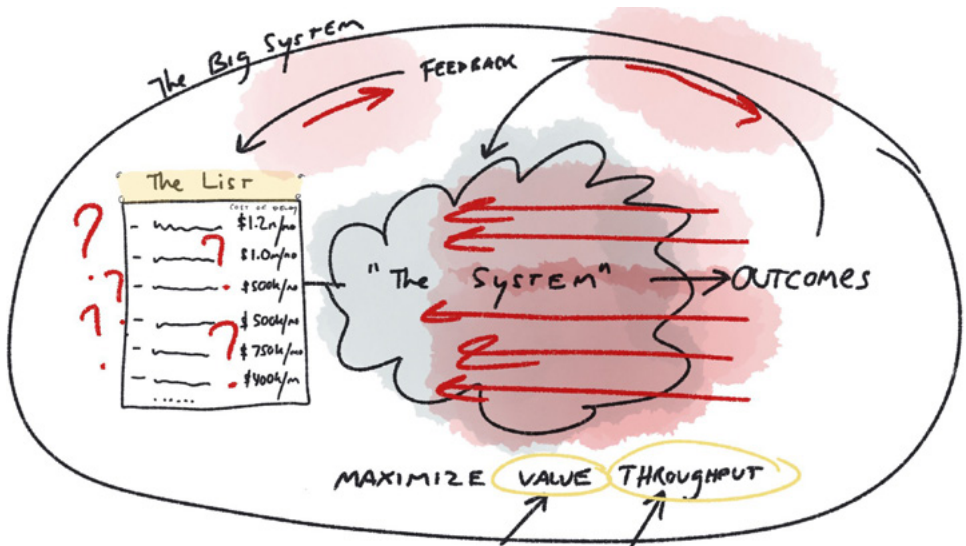 The Big System
FEEDBACK
The List
COST OF DELAY
- $1.2m/mo
? - $1.0m/mo ?
? - $500k/mo
? - $500k/mo
- $750k/mo ?
- $400k/m
......
"The System"
OUTCOMES
MAXIMIZE VALUE THROUGHPUT